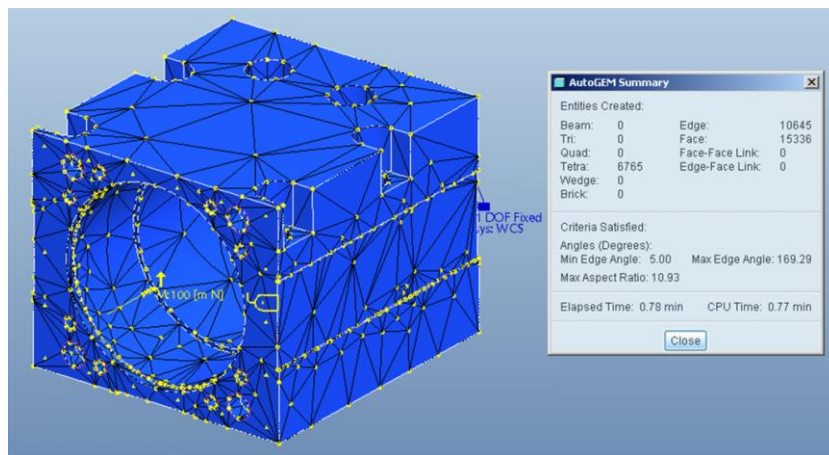 AutoGEM Summary
Entities Created:
Beam: 0 Edge: 10645
Tri: 0 Face: 15336
Quad: 0 Face-Face Link: 0
Tetra: 6765 Edge-Face Link: 0
Wedge: 0
Brick: 0
Criteria Satisfied:
Angles (Degrees):
Min Edge Angle: 5.00 Max Edge Angle: 169.29
Max Aspect Ratio: 10.93
Elapsed Time: 0.78 min CPU Time: 0.77 min
Close
1 DOF Fixed
WCS
100 [m N]